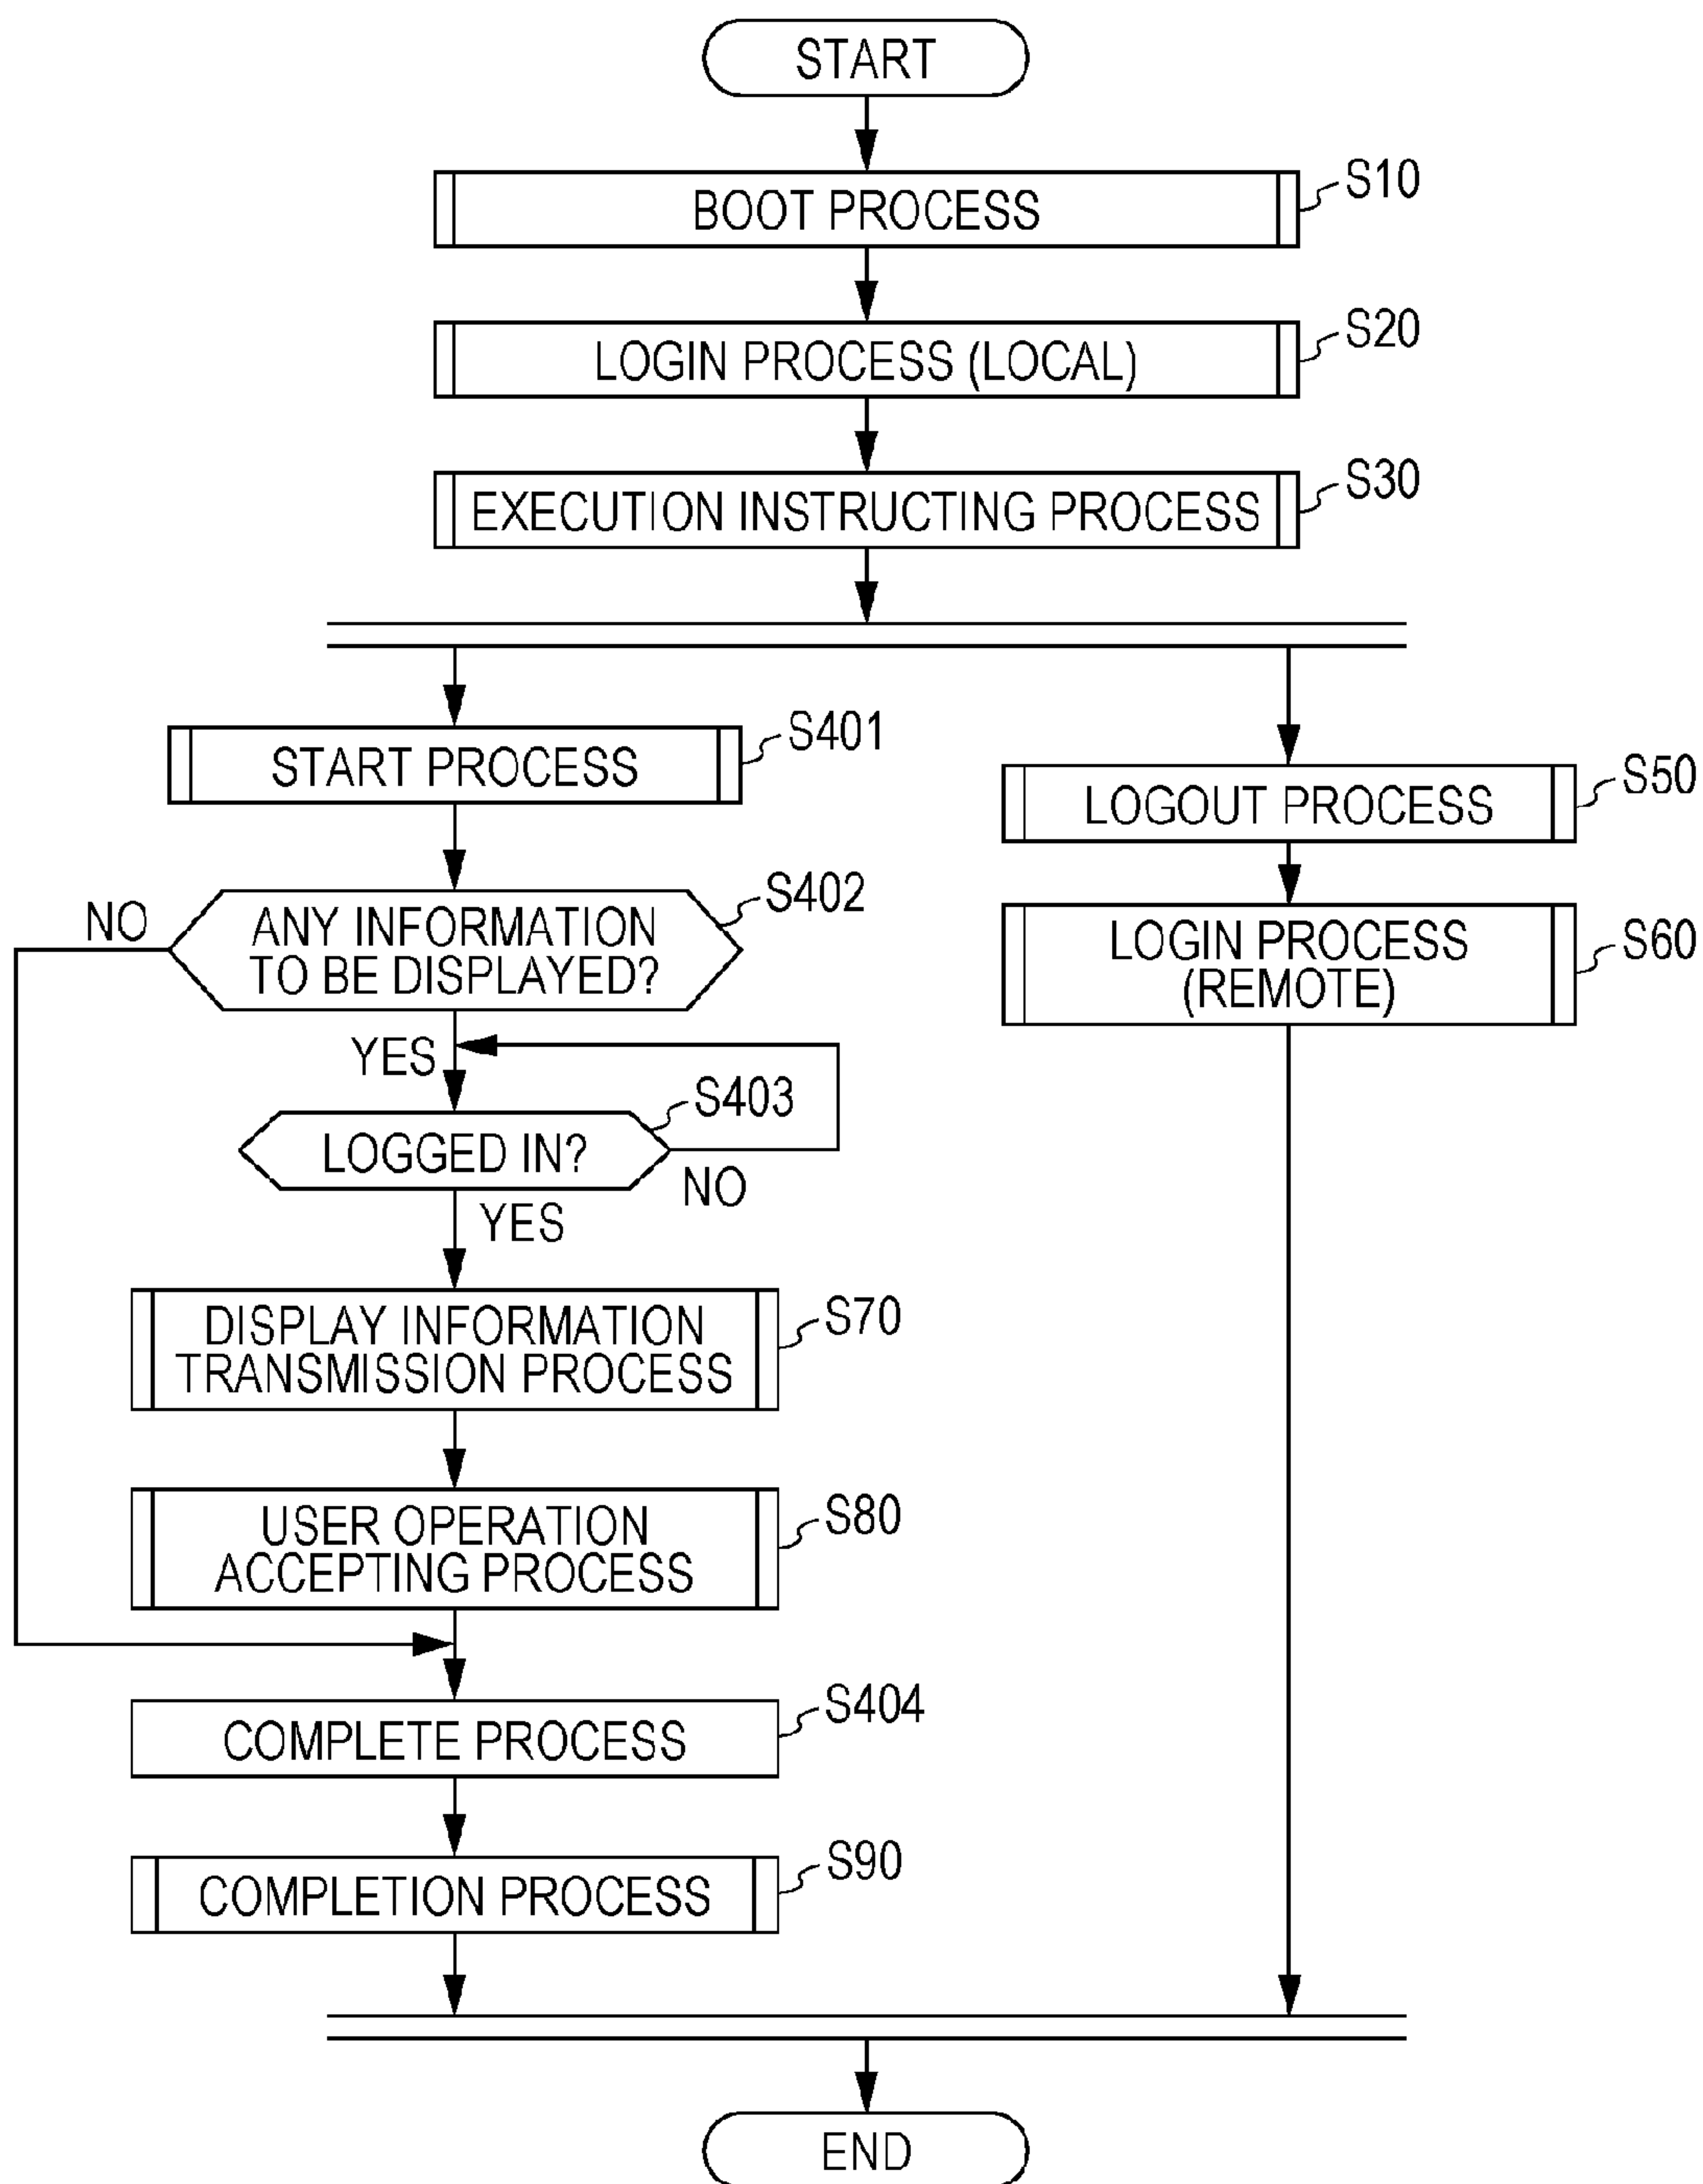 START
BOOT PROCESS
S10
LOGIN PROCESS (LOCAL)
S20
EXECUTION INSTRUCTING PROCESS
S30
START PROCESS
S401
LOGOUT PROCESS
S50
NO
ANY INFORMATION
TO BE DISPLAYED?
S402
LOGIN PROCESS
(REMOTE)
S60
YES
LOGGED IN?
S403
NO
YES
DISPLAY INFORMATION
TRANSMISSION PROCESS
S70
USER OPERATION
ACCEPTING PROCESS
S80
COMPLETE PROCESS
S404
COMPLETION PROCESS
S90
END